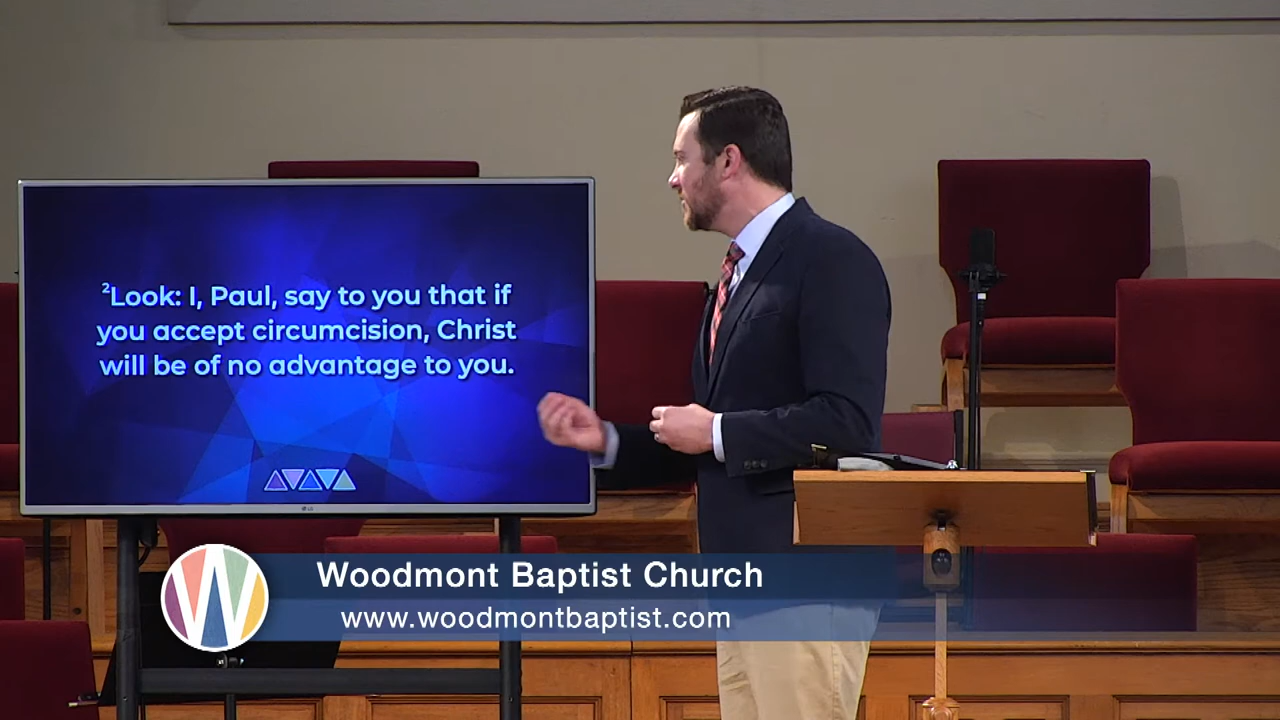 ²Look: I, Paul, say to you that if
you accept circumcision, Christ
will be of no advantage to you.
LG
W
Woodmont Baptist Church
www.woodmontbaptist.com